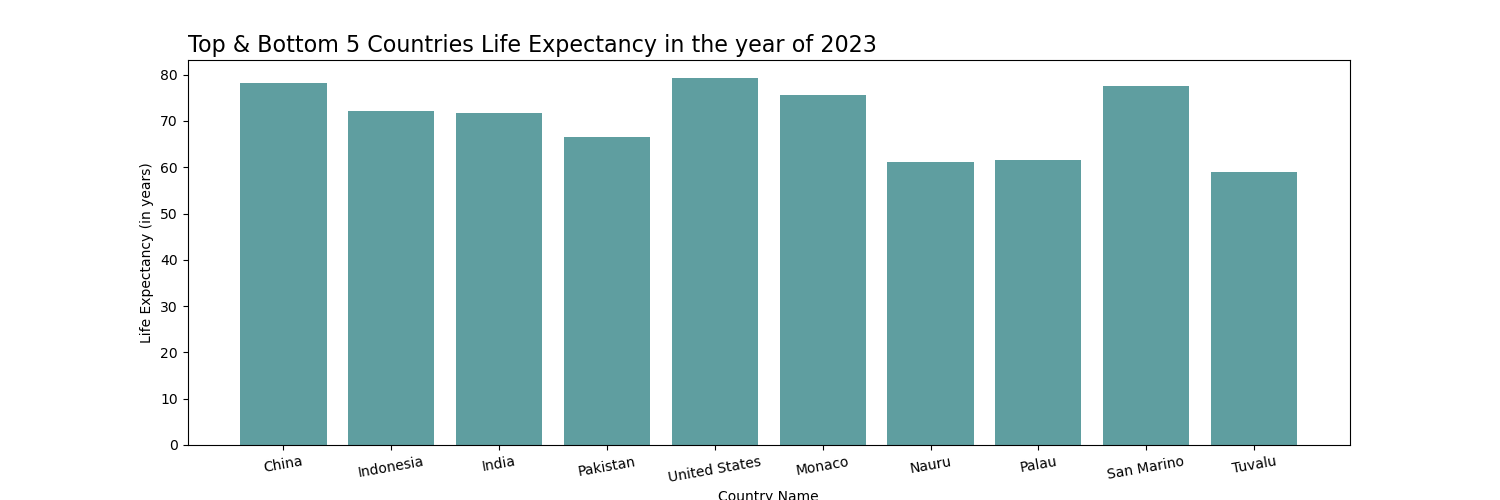 Top & Bottom 5 Countries Life Expectancy in the year of 2023
Life Expectancy (in years)
80
70
60
50
40
30
20
10
0
China
Indonesia
India
Pakistan
United States
Monaco
Nauru
Palau
San Marino
Tuvalu
Country Name